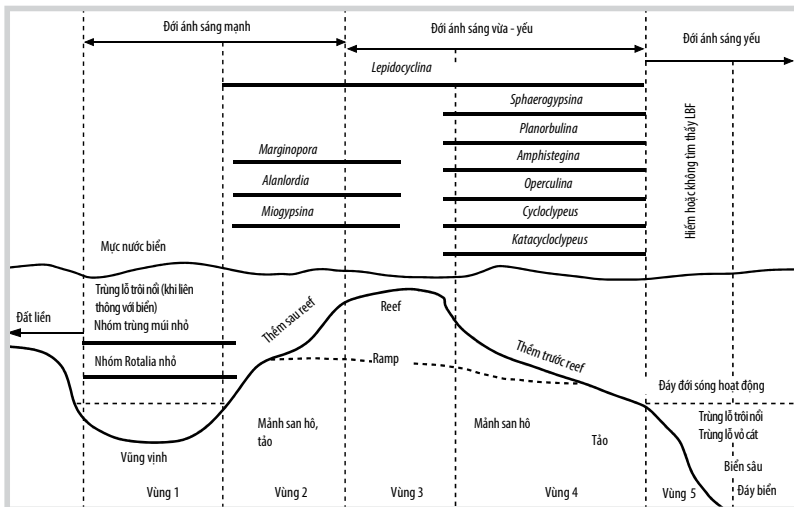 Đới ánh sáng mạnh
Đới ánh sáng vừa - yếu
Đới ánh sáng yếu
Lepidocyclina
Sphaerogypsina
Planorbulina
Marginopora
Amphistegina
Alanlordia
Operculina
Miogypsina
Cycloclypeus
Katacycloclypeus
Hiếm hoặc không tìm thấy LBF
Mực nước biển
Trùng lỗ trôi nổi (khi liên
thông với biển)
Đất liền
Nhóm trùng múi nhỏ
Nhóm Rotalia nhỏ
Thềm sau reef
Reef
Ramp
Thềm trước reef
Đáy đới sóng hoạt động
Mảnh san hô,
tảo
Mảnh san hô
Tảo
Trùng lỗ trôi nổi
Trùng lỗ vỏ cát
Vũng vịnh
Biển sâu
Đáy biển
Vùng 1
Vùng 2
Vùng 3
Vùng 4
Vùng 5